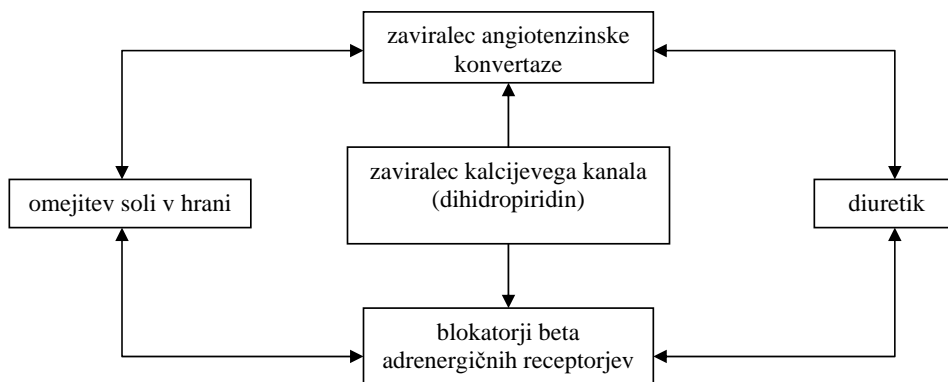 zaviralec angiotenzinske
konvertaze
zaviralec kalcijevega kanala
(dihidropiridin)
omejitev soli v hrani
diuretik
blokatorji beta
adrenergičnih receptorjev